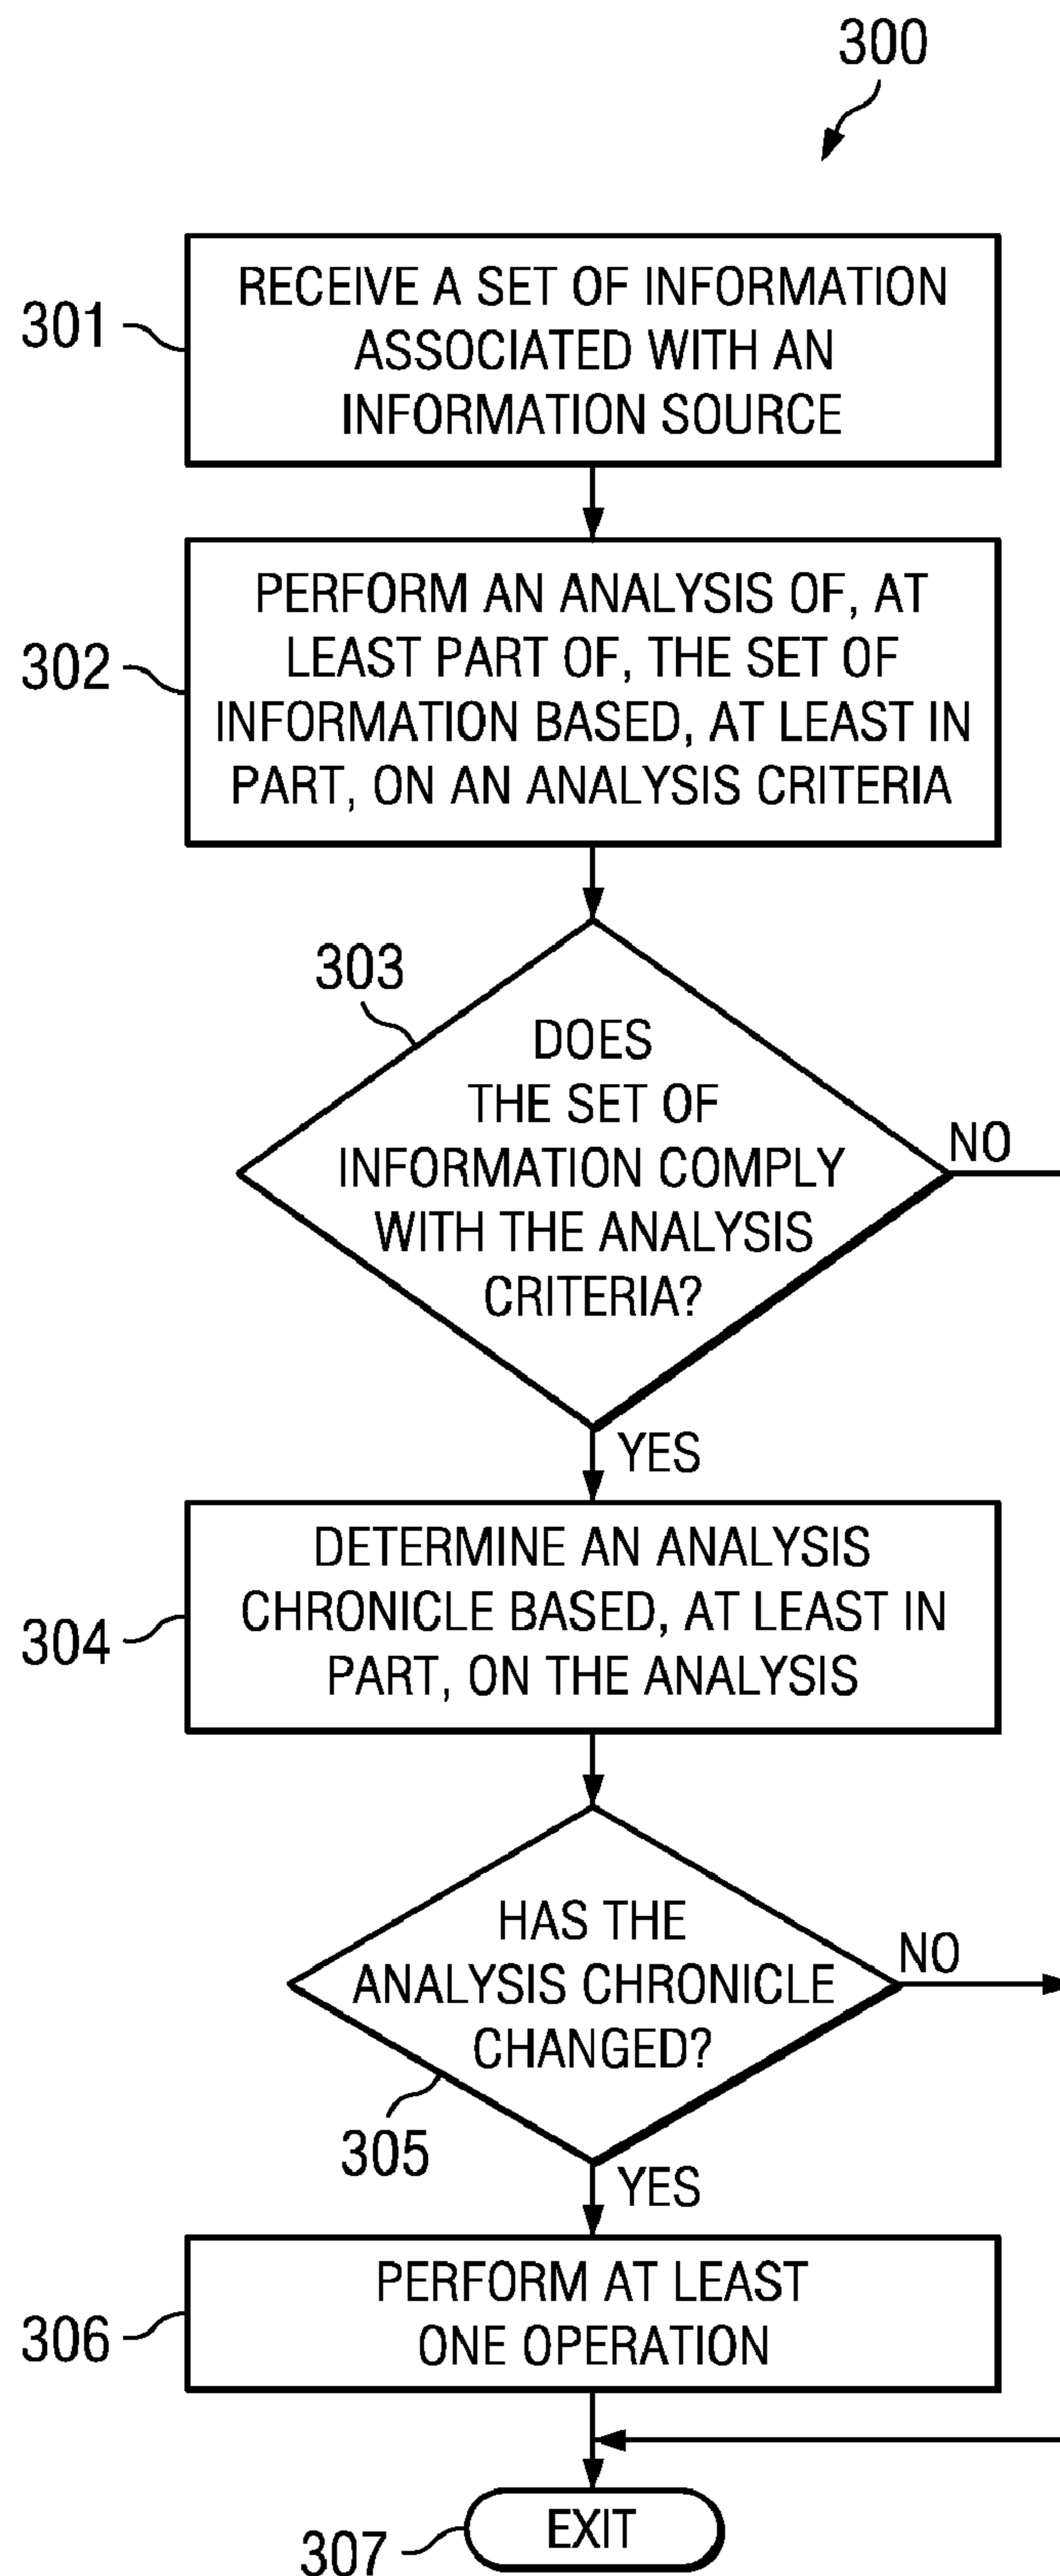 300
301
RECEIVE A SET OF INFORMATION
ASSOCIATED WITH AN
INFORMATION SOURCE
302
PERFORM AN ANALYSIS OF, AT
LEAST PART OF, THE SET OF
INFORMATION BASED, AT LEAST IN
PART, ON AN ANALYSIS CRITERIA
303
DOES
THE SET OF
INFORMATION COMPLY
WITH THE ANALYSIS
CRITERIA?
NO
YES
304
DETERMINE AN ANALYSIS
CHRONICLE BASED, AT LEAST IN
PART, ON THE ANALYSIS
HAS THE
ANALYSIS CHRONICLE
CHANGED?
NO
305
YES
306
PERFORM AT LEAST
ONE OPERATION
307
EXIT